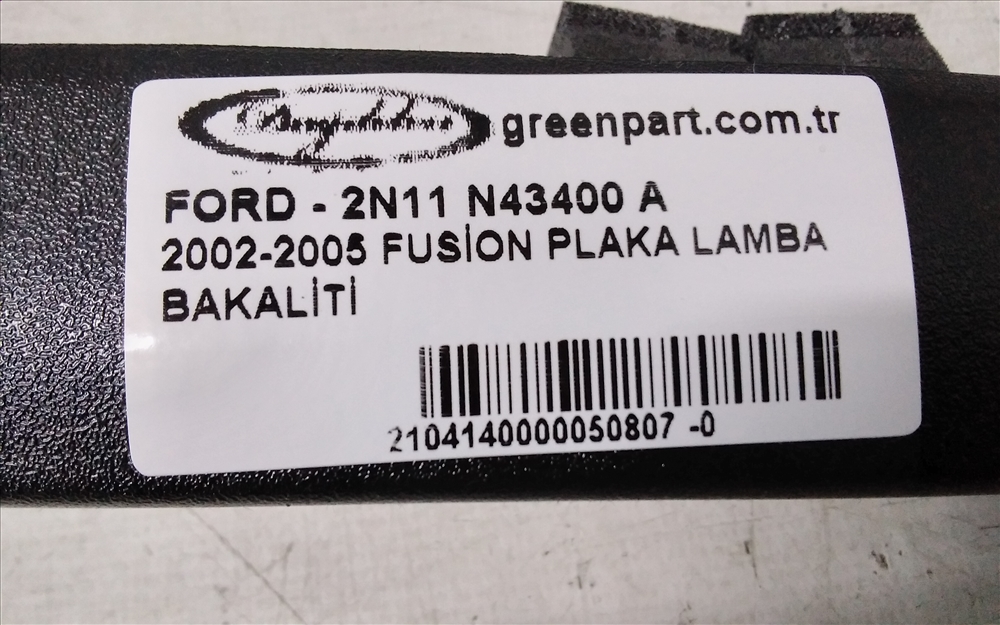 greenpart.com.tr
FORD - 2N11 N43400 A
2002-2005 FUSİON PLAKA LAMBA
BAKALİTİ
2104140000050807 -0